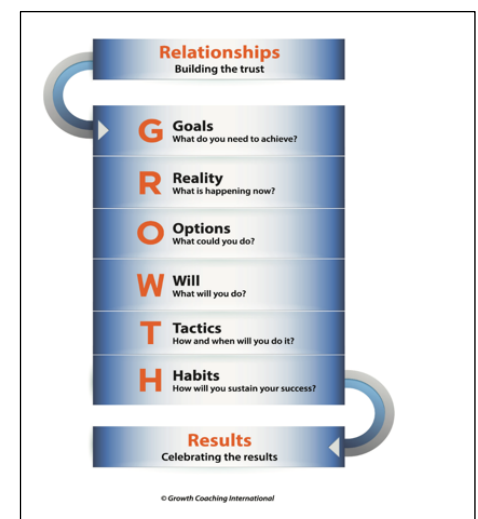 Relationships
Building the trust
G Goals
What do you need to achieve?
R Reality
What is happening now?
O Options
What could you do?
W Will
What will you do?
T Tactics
How and when will you do it?
H Habits
How will you sustain your success?
Results
Celebrating the results
© Growth Coaching International